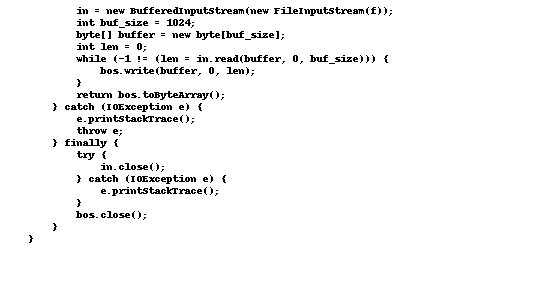 in = new BufferedInputStream(new FileInputStream(f));
int buf_size = 1024;
byte[] buffer = new byte[buf_size];
int len = 0;
while (-1 != (len = in.read(buffer, 0, buf_size))) {
bos.write(buffer, 0, len);
}
return bos.toByteArray();
} catch (IOException e) {
e.printStackTrace();
throw e;
} finally {
try {
in.close();
} catch (IOException e) {
e.printStackTrace();
}
bos.close();
}
}